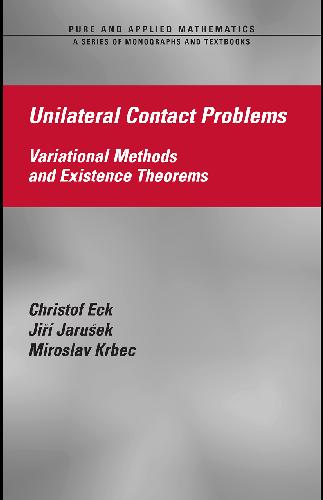 PURE AND APPLIED MATHEMATICS
A SERIES OF MONOGRAPHS AND TEXTBOOKS
Unilateral Contact Problems
Variational Methods
and Existence Theorems
Christof Eck
Jiří Jarušek
Miroslav Krbec